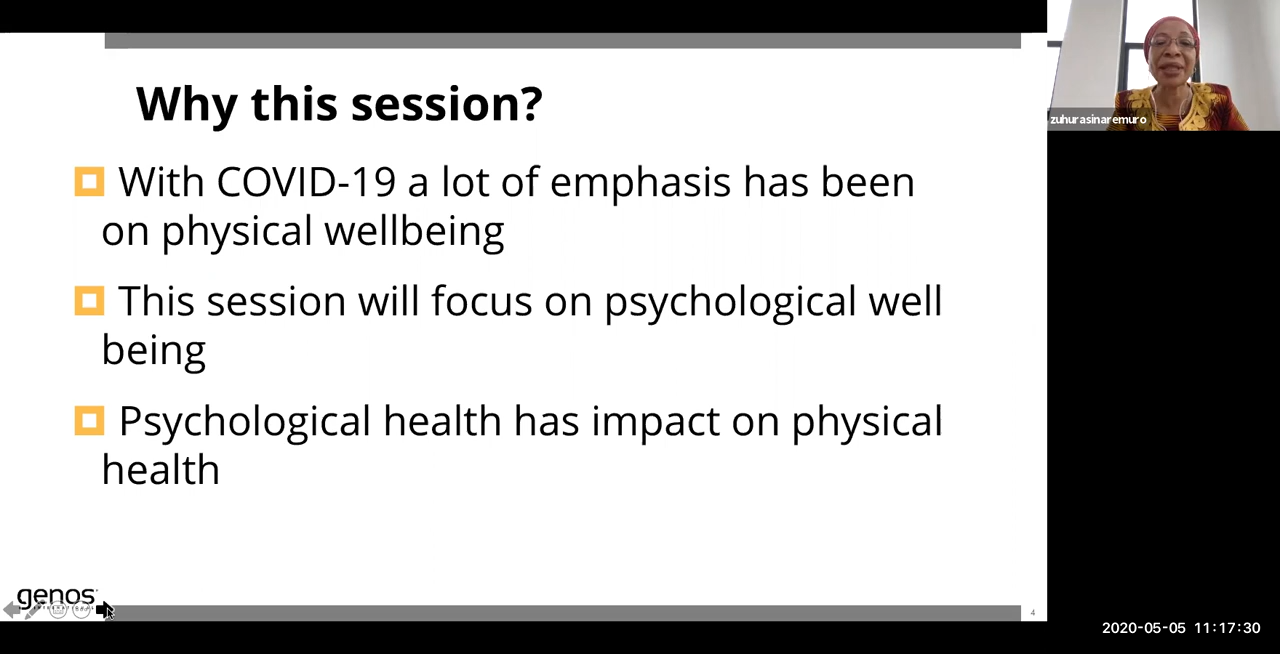 Why this session?
With COVID-19 a lot of emphasis has been
on physical wellbeing
This session will focus on psychological well
being
Psychological health has impact on physical
health
genos
4
zuhurasinaremuro
2020-05-05 11:17:30